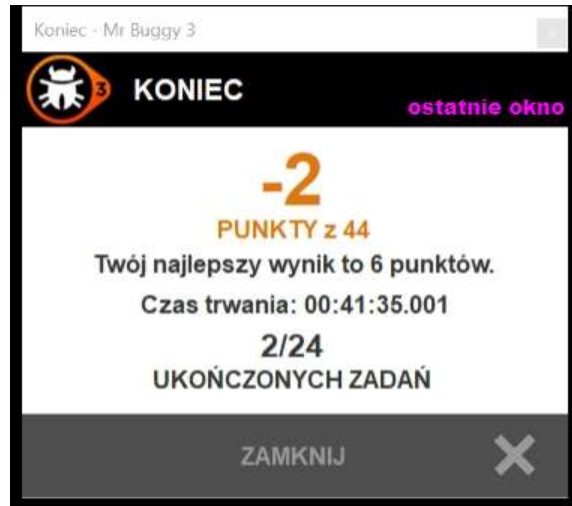 Koniec - Mr Buggy 3
3
KONIEC
ostatnie okno
-2
PUNKTY z 44
Twój najlepszy wynik to 6 punktów.
Czas trwania: 00:41:35.001
2/24
UKOŃCZONYCH ZADAŃ
ZAMKNIJ